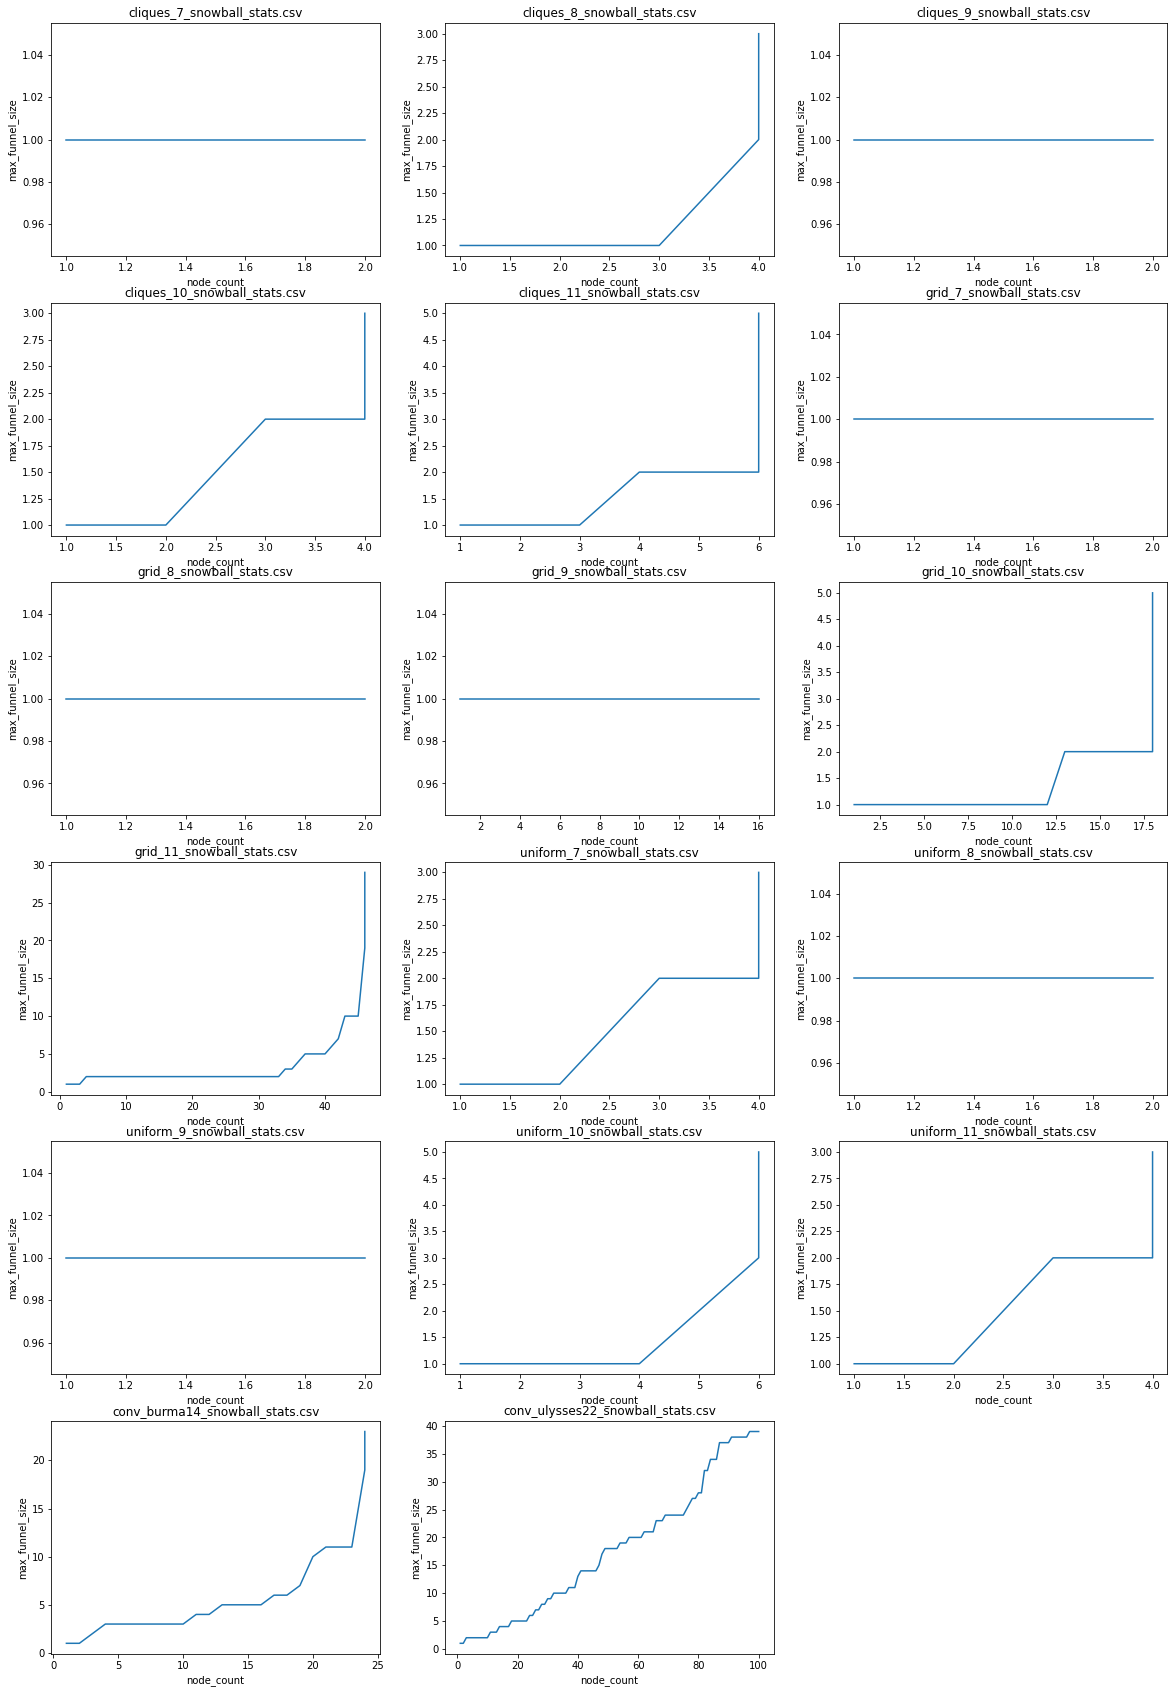 cliques_7_snowball_stats.csv
max_funnel_size
1.04
1.02
1.00
0.98
0.96
1.0 1.2 1.4 1.6 1.8 2.0
node_count
cliques_8_snowball_stats.csv
max_funnel_size
3.00
2.75
2.50
2.25
2.00
1.75
1.50
1.25
1.00
1.0 1.5 2.0 2.5 3.0 3.5 4.0
node_count
cliques_9_snowball_stats.csv
max_funnel_size
1.04
1.02
1.00
0.98
0.96
1.0 1.2 1.4 1.6 1.8 2.0
node_count
cliques_10_snowball_stats.csv
max_funnel_size
3.00
2.75
2.50
2.25
2.00
1.75
1.50
1.25
1.00
1.0 1.5 2.0 2.5 3.0 3.5 4.0
node_count
cliques_11_snowball_stats.csv
max_funnel_size
5.0
4.5
4.0
3.5
3.0
2.5
2.0
1.5
1.0
1 2 3 4 5 6
node_count
grid_7_snowball_stats.csv
max_funnel_size
1.04
1.02
1.00
0.98
0.96
1.0 1.2 1.4 1.6 1.8 2.0
node_count
grid_8_snowball_stats.csv
max_funnel_size
1.04
1.02
1.00
0.98
0.96
1.0 1.2 1.4 1.6 1.8 2.0
node_count
grid_9_snowball_stats.csv
max_funnel_size
1.04
1.02
1.00
0.98
0.96
2 4 6 8 10 12 14 16
node_count
grid_10_snowball_stats.csv
max_funnel_size
5.0
4.5
4.0
3.5
3.0
2.5
2.0
1.5
1.0
2.5 5.0 7.5 10.0 12.5 15.0 17.5
node_count
grid_11_snowball_stats.csv
max_funnel_size
30
25
20
15
10
5
0
0 10 20 30 40
node_count
uniform_7_snowball_stats.csv
max_funnel_size
3.00
2.75
2.50
2.25
2.00
1.75
1.50
1.25
1.00
1.0 1.5 2.0 2.5 3.0 3.5 4.0
node_count
uniform_8_snowball_stats.csv
max_funnel_size
1.04
1.02
1.00
0.98
0.96
1.0 1.2 1.4 1.6 1.8 2.0
node_count
uniform_9_snowball_stats.csv
max_funnel_size
1.04
1.02
1.00
0.98
0.96
1.0 1.2 1.4 1.6 1.8 2.0
node_count
uniform_10_snowball_stats.csv
max_funnel_size
5.0
4.5
4.0
3.5
3.0
2.5
2.0
1.5
1.0
1 2 3 4 5 6
node_count
uniform_11_snowball_stats.csv
max_funnel_size
3.00
2.75
2.50
2.25
2.00
1.75
1.50
1.25
1.00
1.0 1.5 2.0 2.5 3.0 3.5 4.0
node_count
conv_burma14_snowball_stats.csv
max_funnel_size
20
15
10
5
0
0 5 10 15 20 25
node_count
conv_ulysses22_snowball_stats.csv
max_funnel_size
40
35
30
25
20
15
10
5
0
0 20 40 60 80 100
node_count